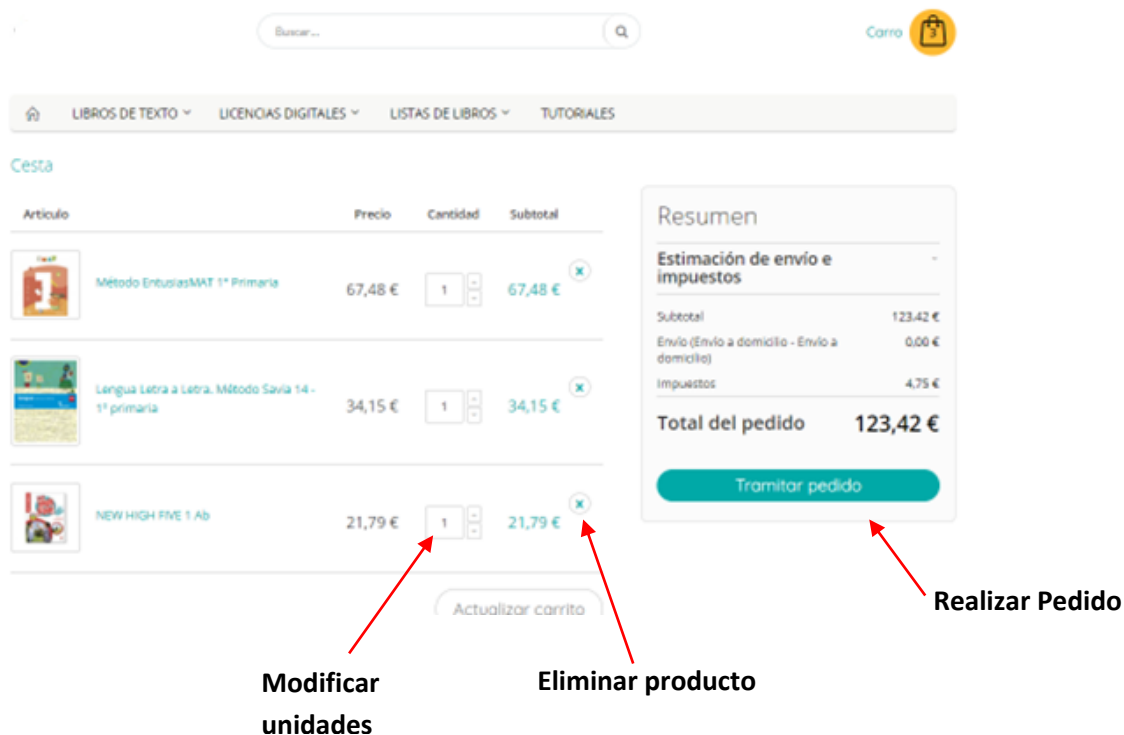 Buscar...
Carro
3
LIBROS DE TEXTO
LICENCIAS DIGITALES
LISTAS DE LIBROS
TUTORIALES
Cesta
Artículo Precio Cantidad Subtotal
Método EntusiasMAT 1º Primaria 67,48 € 1 67,48 € x
Lengua Letra a Letra. Método Savia 14 -
1º primaria
34,15 € 1 34,15 € x
NEW HIGH FIVE 1 Ab 21,79 € 1 21,79 € x
Actualizar carrito
Resumen
Estimación de envío e
impuestos
Subtotal 123,42 €
Envío (Envío a domicilio - Envío a
domicilio)
0,00 €
Impuestos 4,75 €
Total del pedido 123,42 €
Tramitar pedido
Realizar Pedido
Eliminar producto
Modificar
unidades